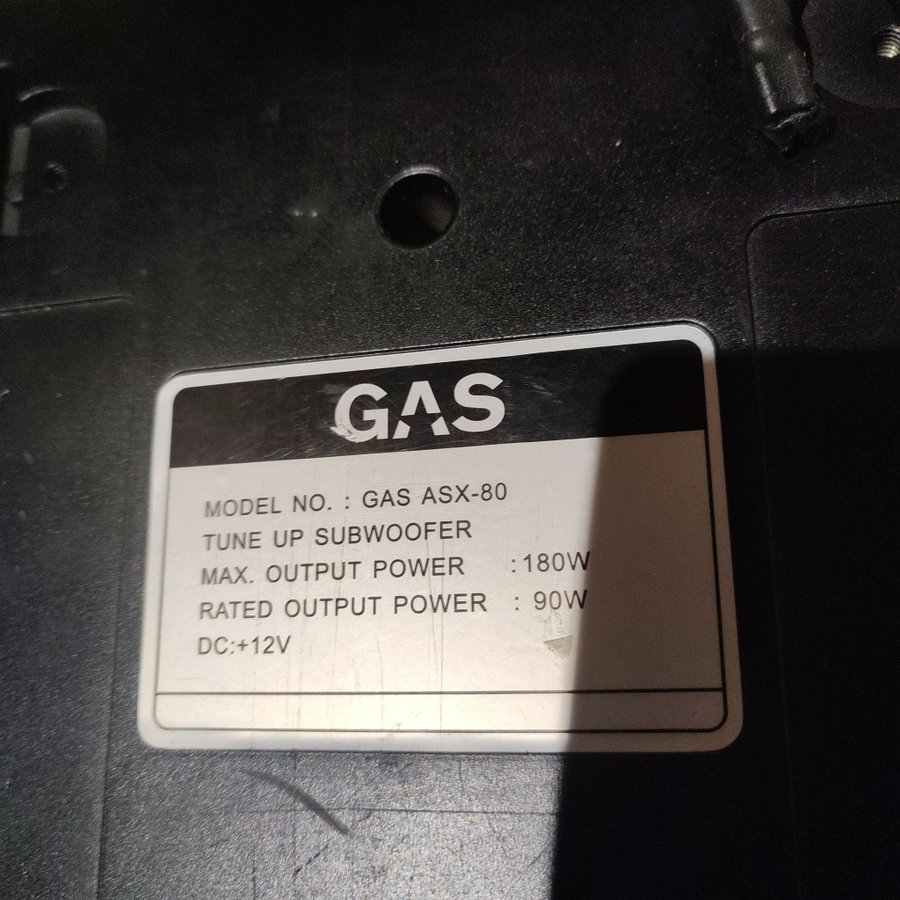 GAS
MODEL NO. : GAS ASX-80
TUNE UP SUBWOOFER
MAX. OUTPUT POWER :180W
RATED OUTPUT POWER : 90W
DC:+12V